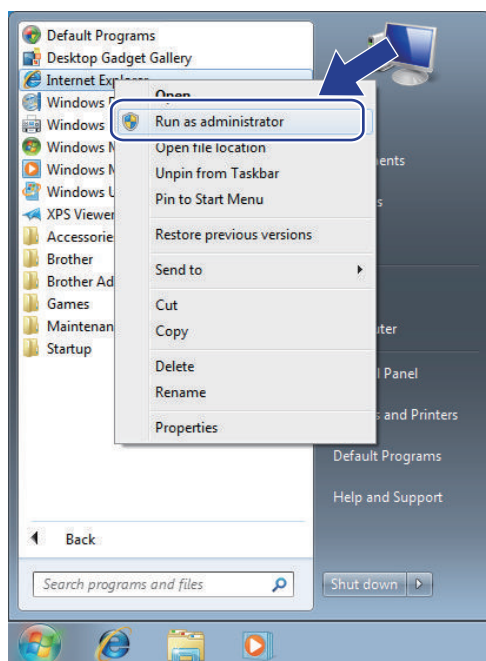 Default Programs
Desktop Gadget Gallery
Internet Explorer
Open
Windows
Run as administrator
Windows
Open file location
Windows
Unpin from Taskbar
Windows
Pin to Start Menu
Windows
XPS Viewer
Restore previous versions
Accessorie
Brother
Send to
Brother Ad
Games
Cut
Maintenan
Copy
Startup
Delete
Rename
Properties
Back
Search programs and files
ents
s
uter
l Panel
s and Printers
Default Programs
Help and Support
Shut down